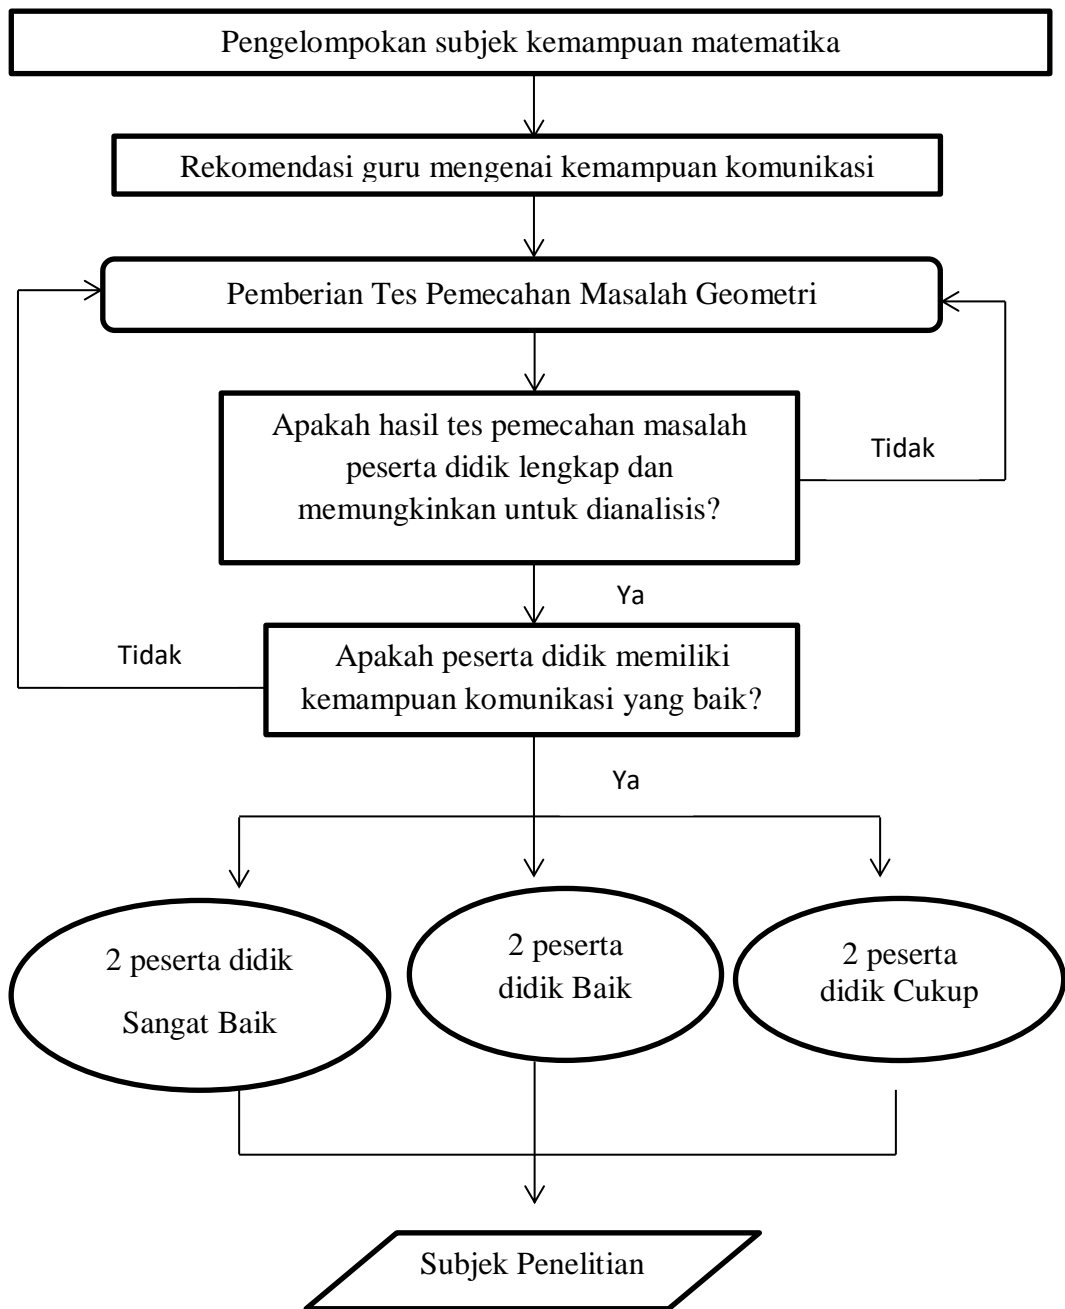 Pengelompokan subjek kemampuan matematika
Rekomendasi guru mengenai kemampuan komunikasi
Pemberian Tes Pemecahan Masalah Geometri
Apakah hasil tes pemecahan masalah
peserta didik lengkap dan
memungkinkan untuk dianalisis?
Tidak
Ya
Tidak
Apakah peserta didik memiliki
kemampuan komunikasi yang baik?
Ya
2 peserta didik
Sangat Baik
2 peserta
didik Baik
2 peserta
didik Cukup
Subjek Penelitian